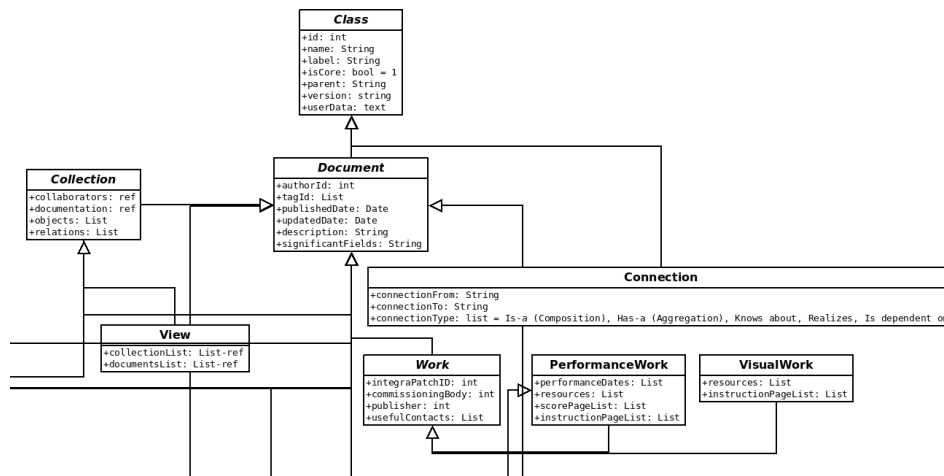 Class
+id: int
+name: String
+label: String
+isCore: bool = 1
+parent: String
+version: string
+userData: text
Document
+authorId: int
+tagId: List
+publishedDate: Date
+updatedDate: Date
+description: String
+significantFields: String
Collection
+collaborators: ref
+documentation: ref
+objects: List
+relations: List
Connection
+connectionFrom: String
+connectionTo: String
+connectionType: list = Is-a (Composition), Has-a (Aggregation), Knows about, Realizes, Is dependent
View
+collectionList: List-ref
+documentsList: List-ref
Work
+integraPatchID: int
+commissioningBody: int
+publisher: int
+usefulContacts: List
PerformanceWork
+performanceDates: List
+resources: List
+scorePageList: List
+instructionPageList: List
VisualWork
+resources: List
+instructionPageList: List